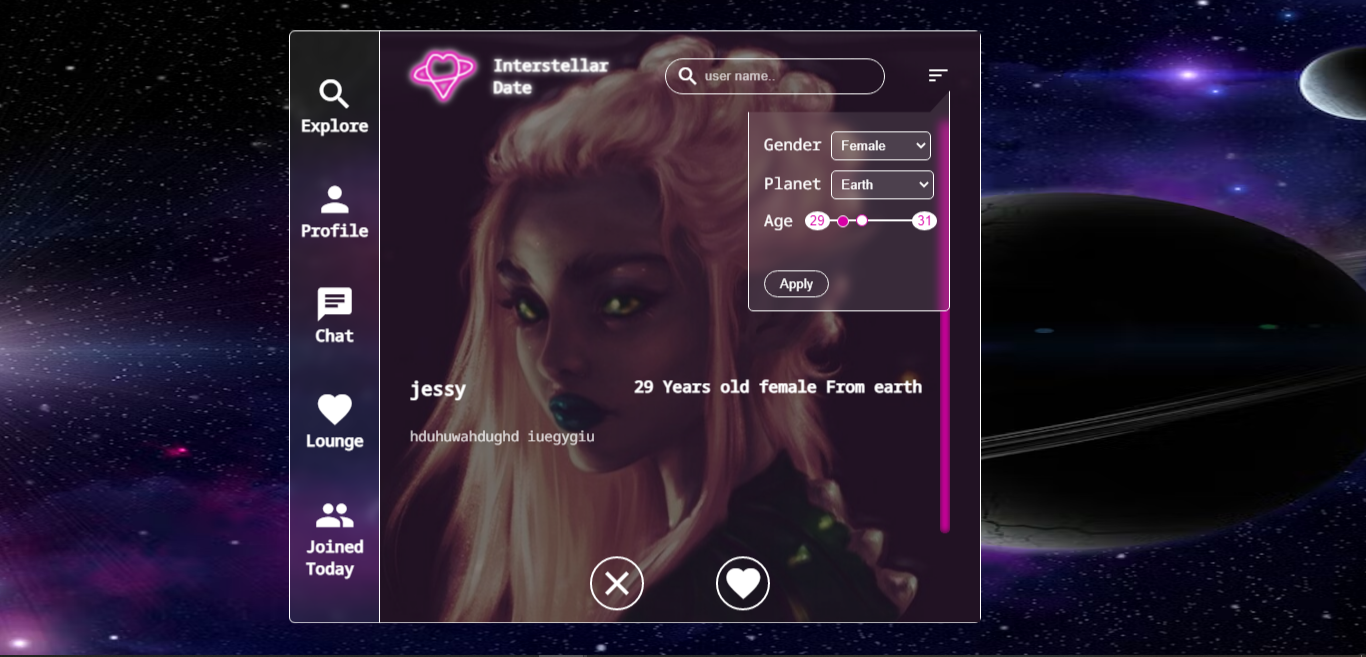 Explore
Profile
Chat
Lounge
Joined
Today
Interstellar
Date
user name..
Gender Female
Planet Earth
Age 29 31
Apply
jessy
29 Years old female From earth
hduhuwahdughd iuegygiu